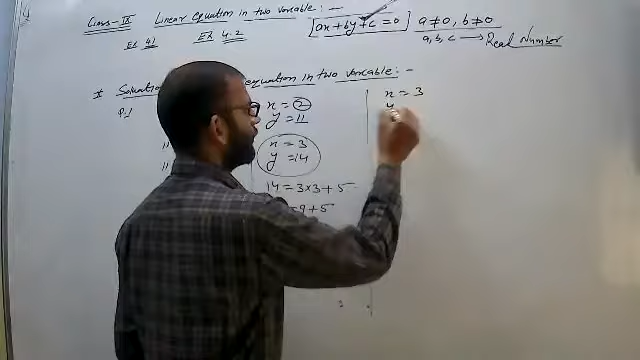 Class-IX Linear equation in two variable:-
ax+by+c=0 a≠0, b≠0
a, b, c → Real Number
Ex 4.1 Ex 4.2
equation in two variable:-
x = 2
y = 11
x = 3
y = 14
14 = 3×3+5
= 9+5
x = 3
y